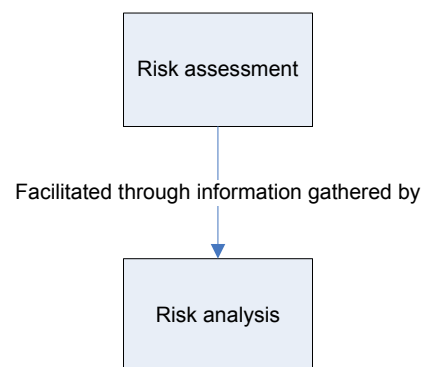 Risk assessment
Facilitated through information gathered by
Risk analysis